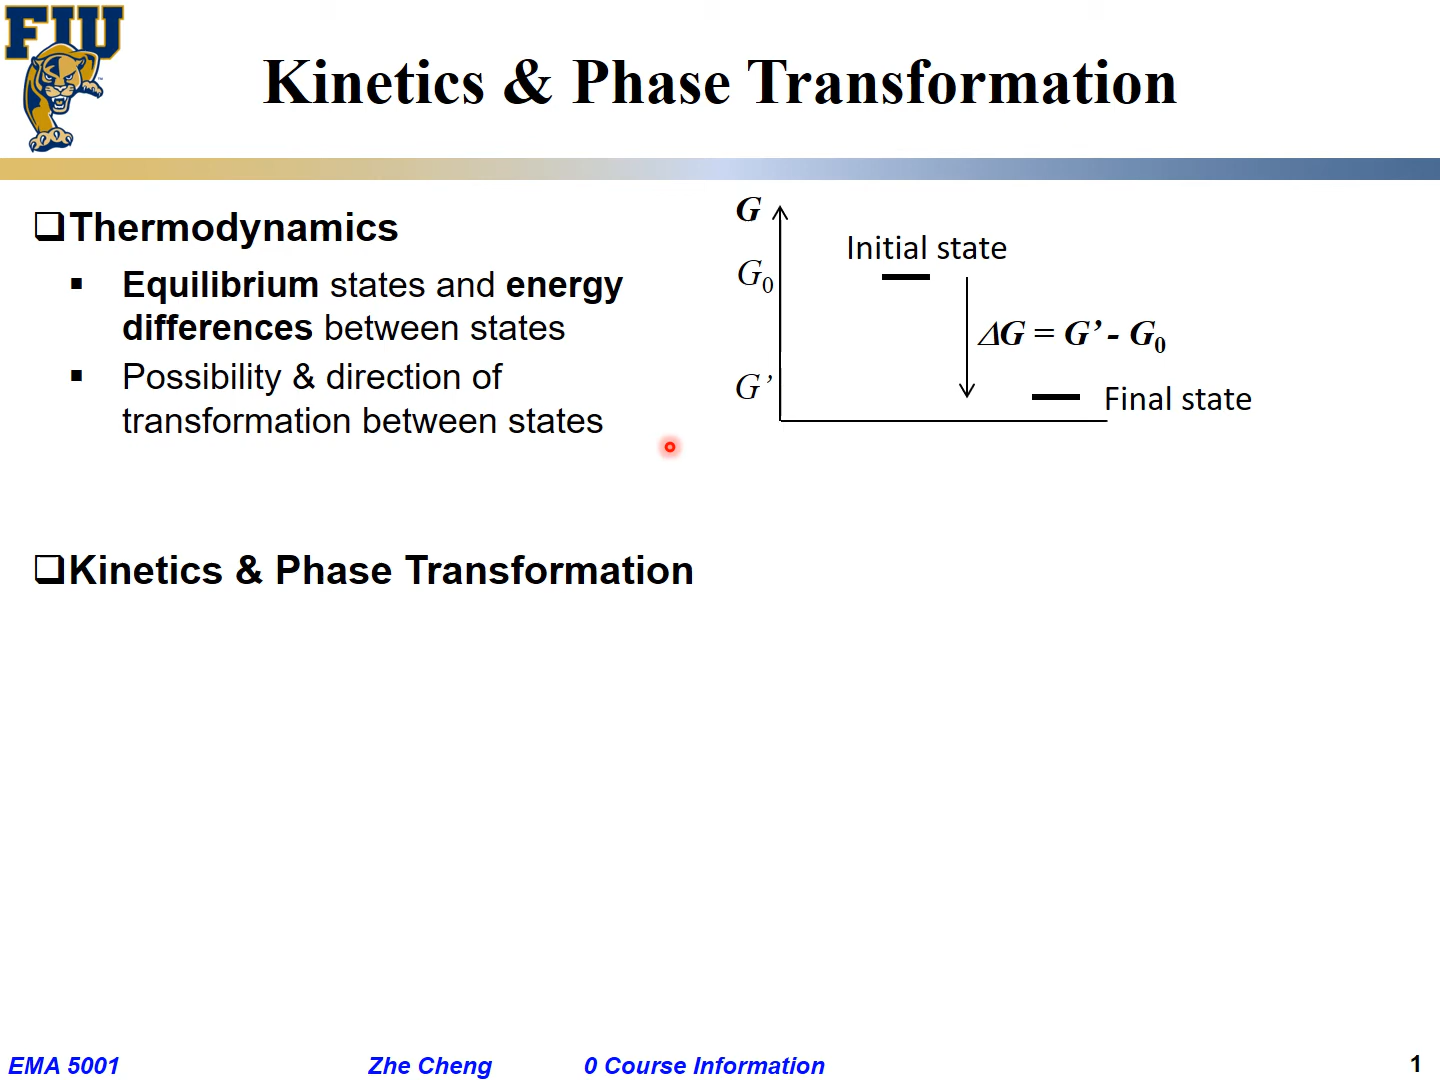 FIU
Kinetics & Phase Transformation
❑Thermodynamics
▪ Equilibrium states and energy
differences between states
▪ Possibility & direction of
transformation between states
G
Initial state
G₀
ΔG = G’ - G₀
G’
Final state
❑Kinetics & Phase Transformation
EMA 5001 Zhe Cheng 0 Course Information 1